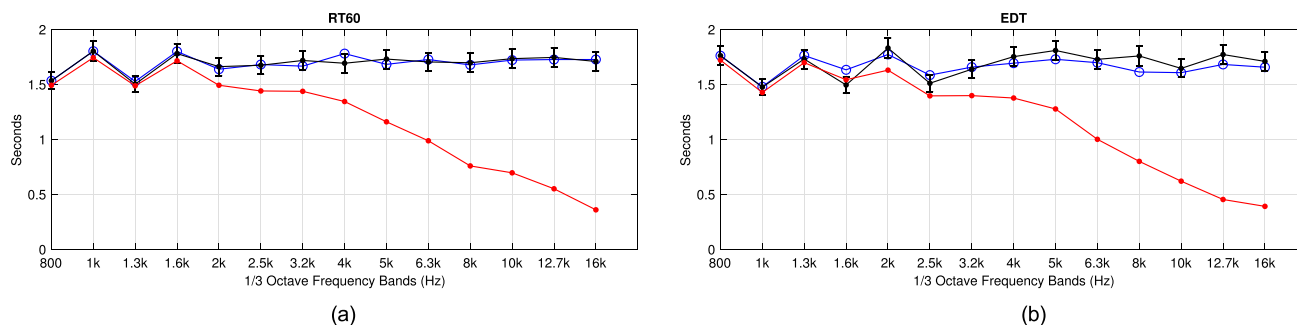 RT60
2
1.5
1
0.5
0
Seconds
800 1k 1.3k 1.6k 2k 2.5k 3.2k 4k 5k 6.3k 8k 10k 12.7k 16k
1/3 Octave Frequency Bands (Hz)
(a)
EDT
2
1.5
1
0.5
0
Seconds
800 1k 1.3k 1.6k 2k 2.5k 3.2k 4k 5k 6.3k 8k 10k 12.7k 16k
1/3 Octave Frequency Bands (Hz)
(b)